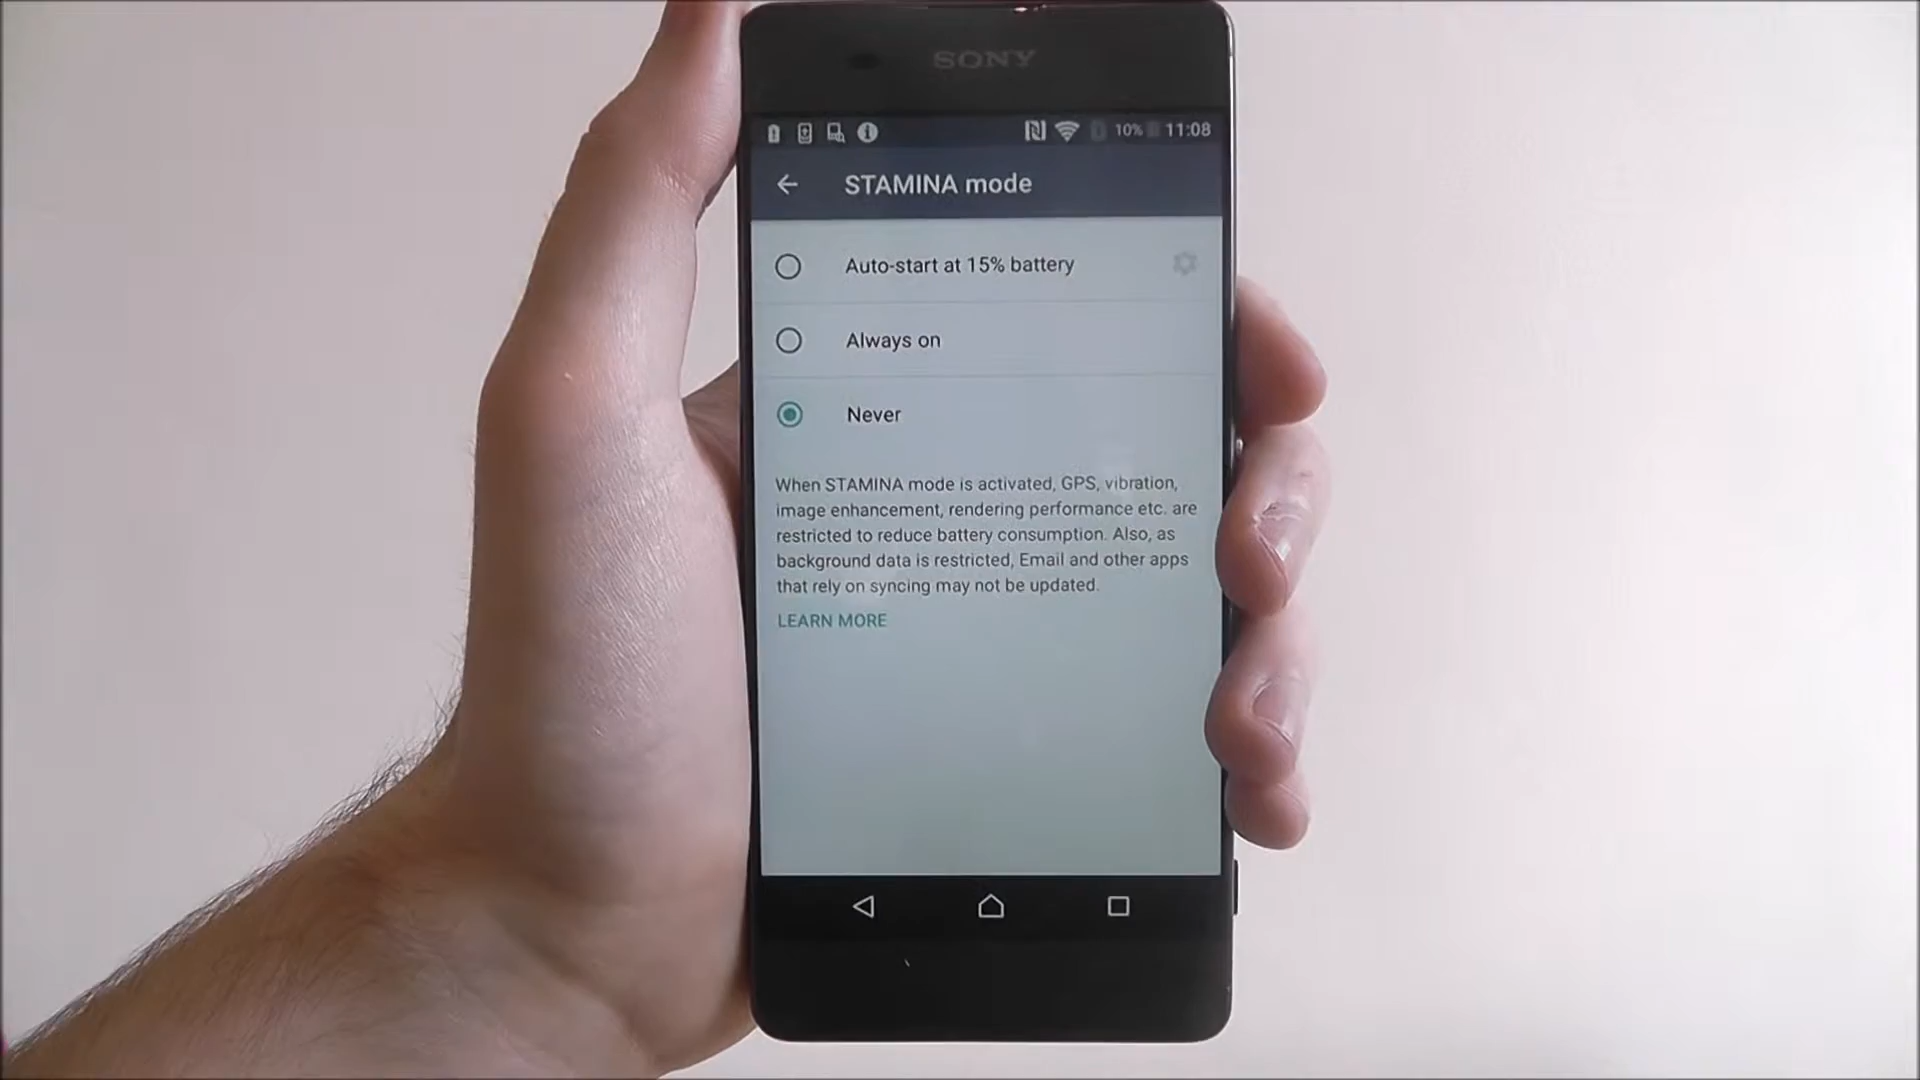 SONY
10% 11:08
STAMINA mode
Auto-start at 15% battery
Always on
Never
When STAMINA mode is activated, GPS, vibration,
image enhancement, rendering performance etc. are
restricted to reduce battery consumption. Also, as
background data is restricted, Email and other apps
that rely on syncing may not be updated.
LEARN MORE